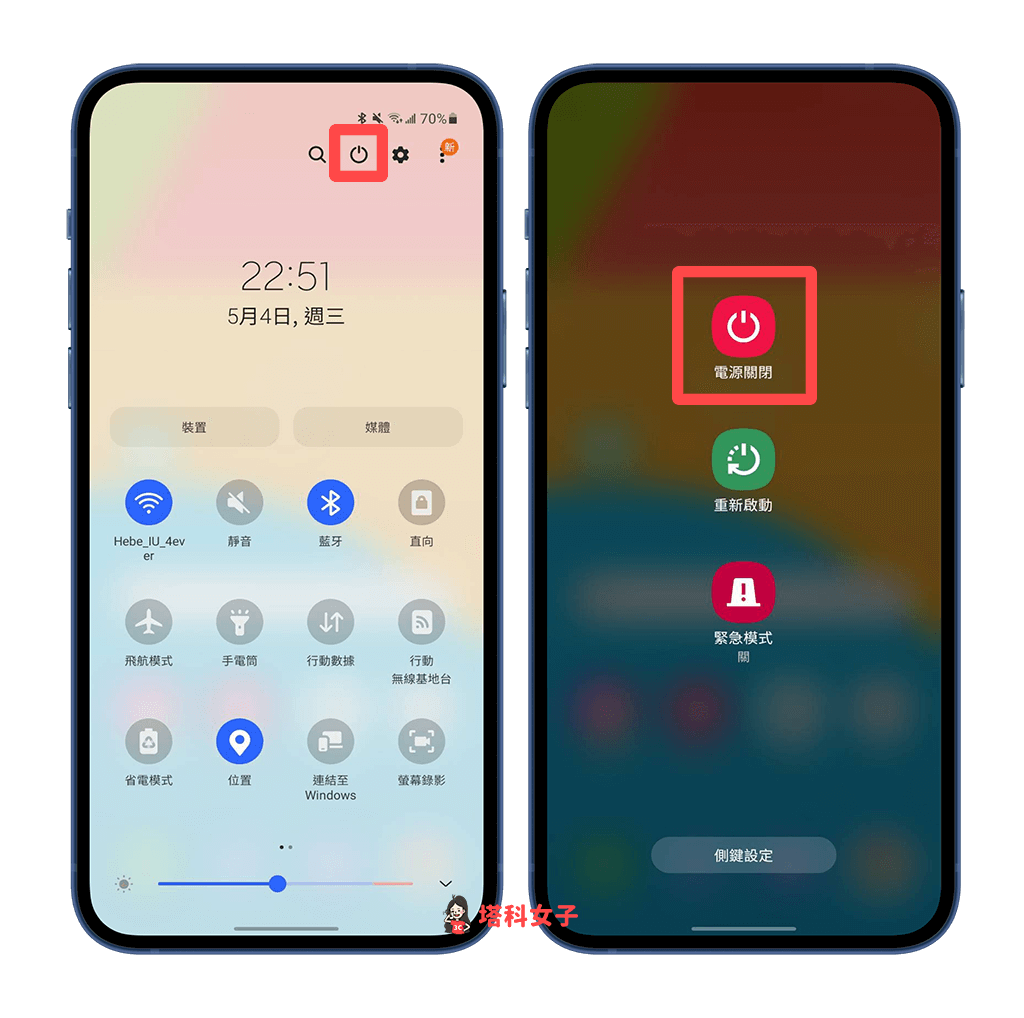 70%
新
22:51
5月4日, 週三
裝置
媒體
Hebe_IU_4ev
er
靜音
藍牙
直向
飛航模式
手電筒
行動數據
行動
無線基地台
省電模式
位置
連結至
Windows
螢幕錄影
電源關閉
重新啟動
緊急模式
關
側鍵設定
3C
塔科女子